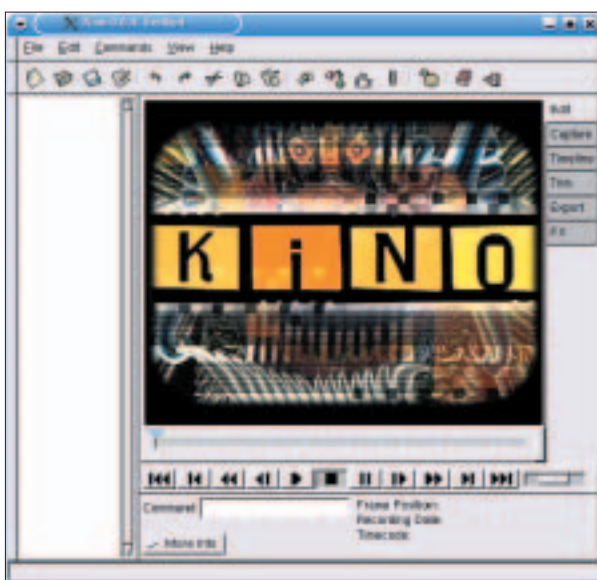 File Edit Commands View Help
Edit
Capture
Timeline
Trim
Export
FX
KiNO
Command
Frame Position:
Recording Date:
Timecode:
More Info